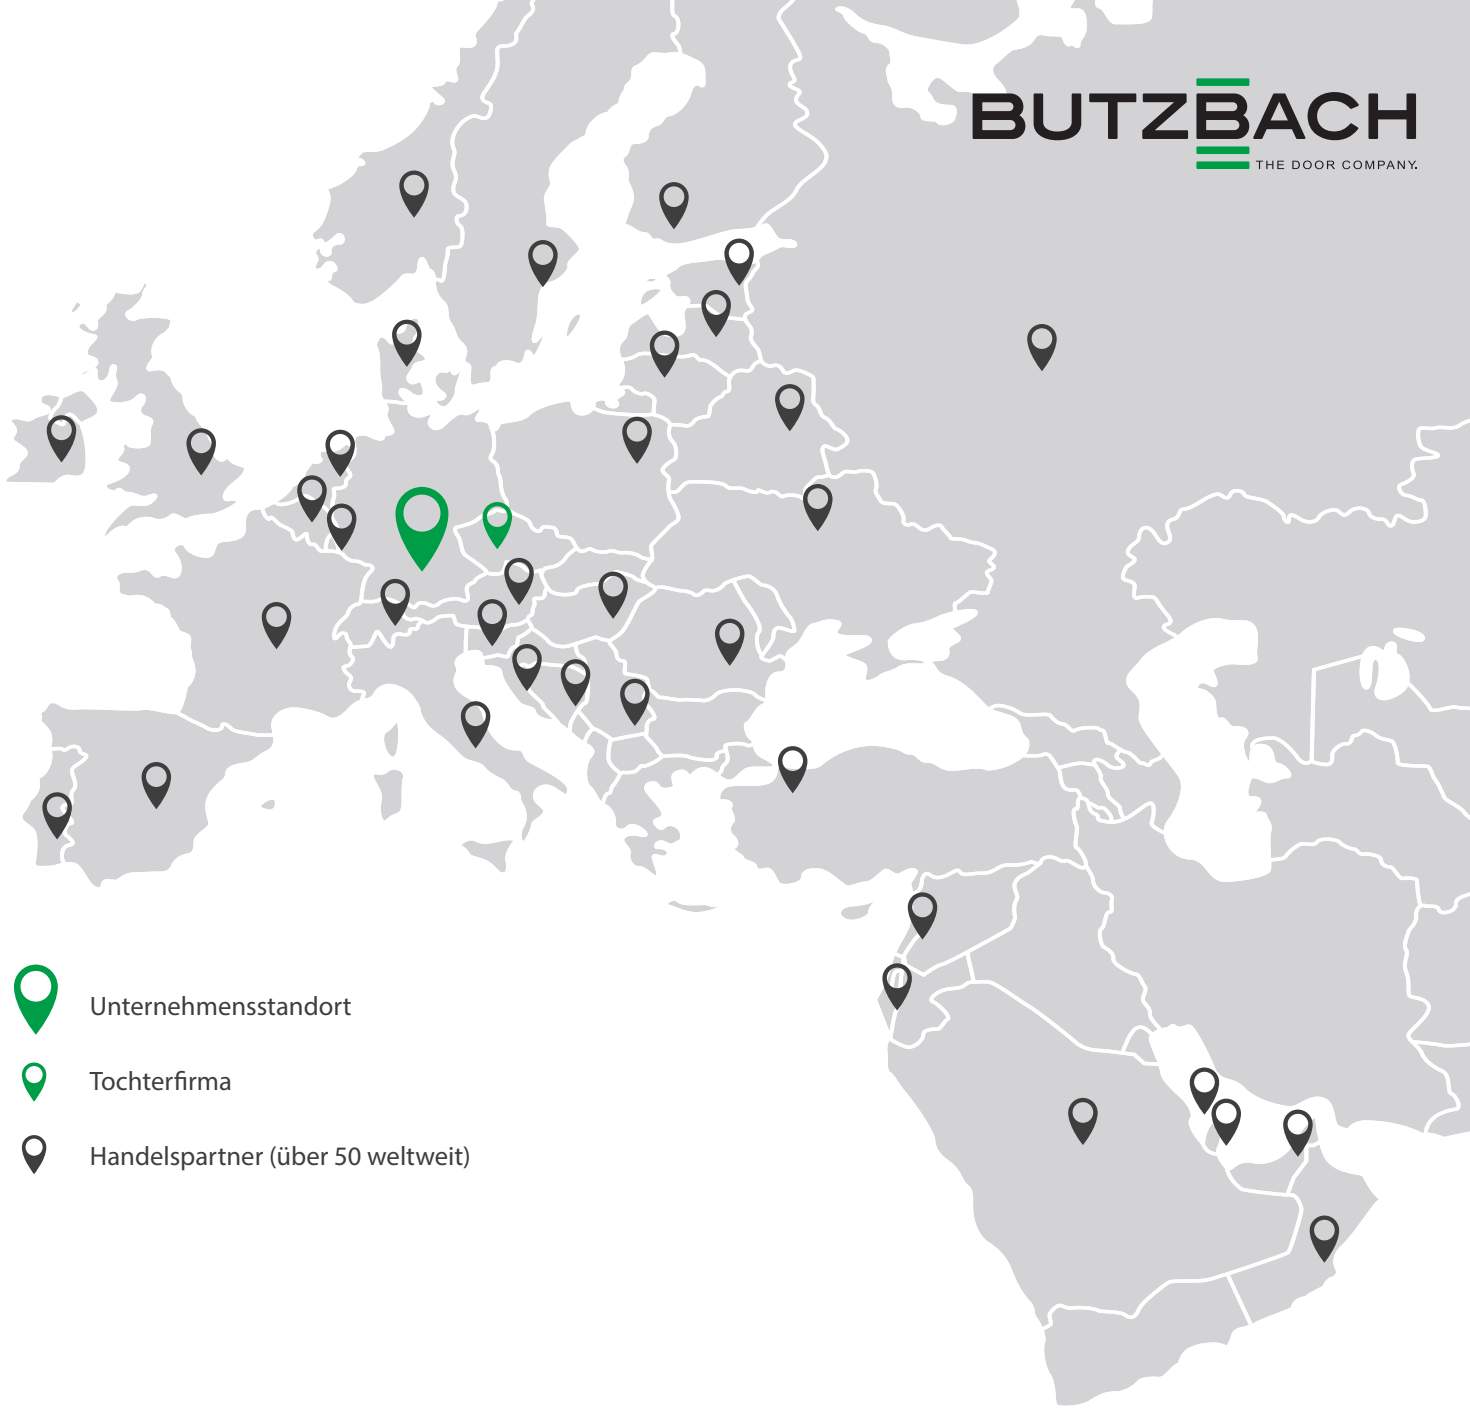 BUTZBACH
THE DOOR COMPANY.
Unternehmensstandort
Tochterfirma
Handelspartner (über 50 weltweit)